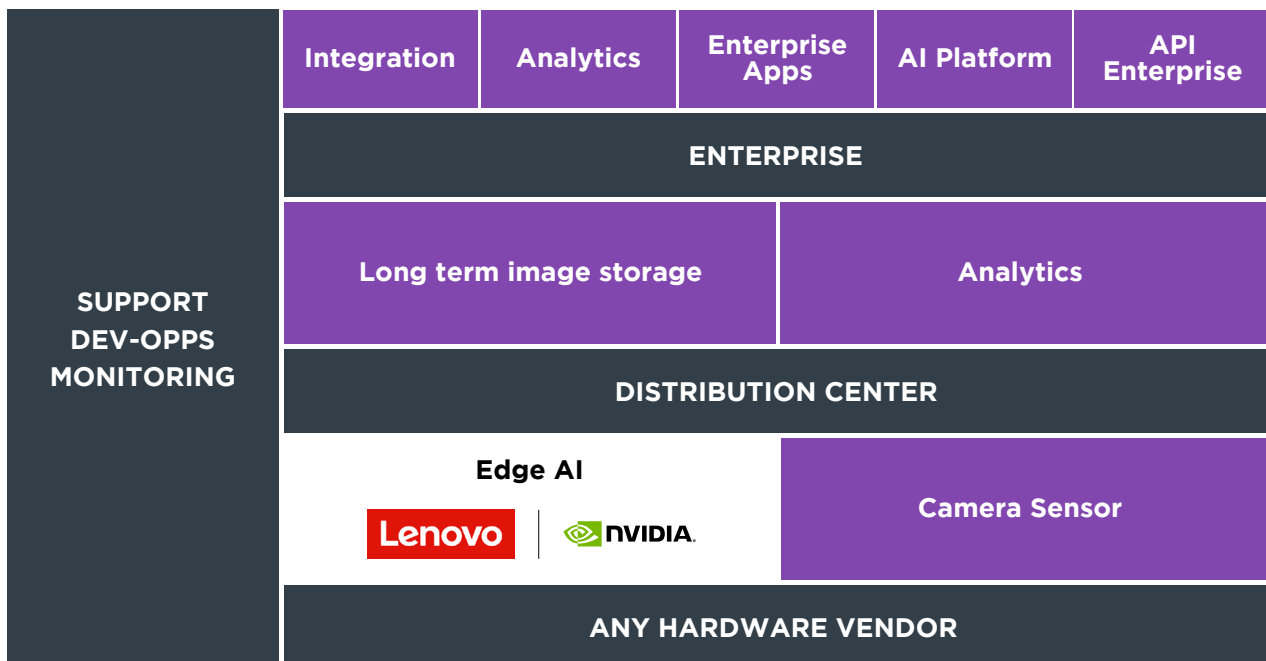 SUPPORT
DEV-OPPS
MONITORING
Integration
Analytics
Enterprise
Apps
AI Platform
API
Enterprise
ENTERPRISE
Long term image storage
Analytics
DISTRIBUTION CENTER
Edge AI
Lenovo
NVIDIA.
Camera Sensor
ANY HARDWARE VENDOR